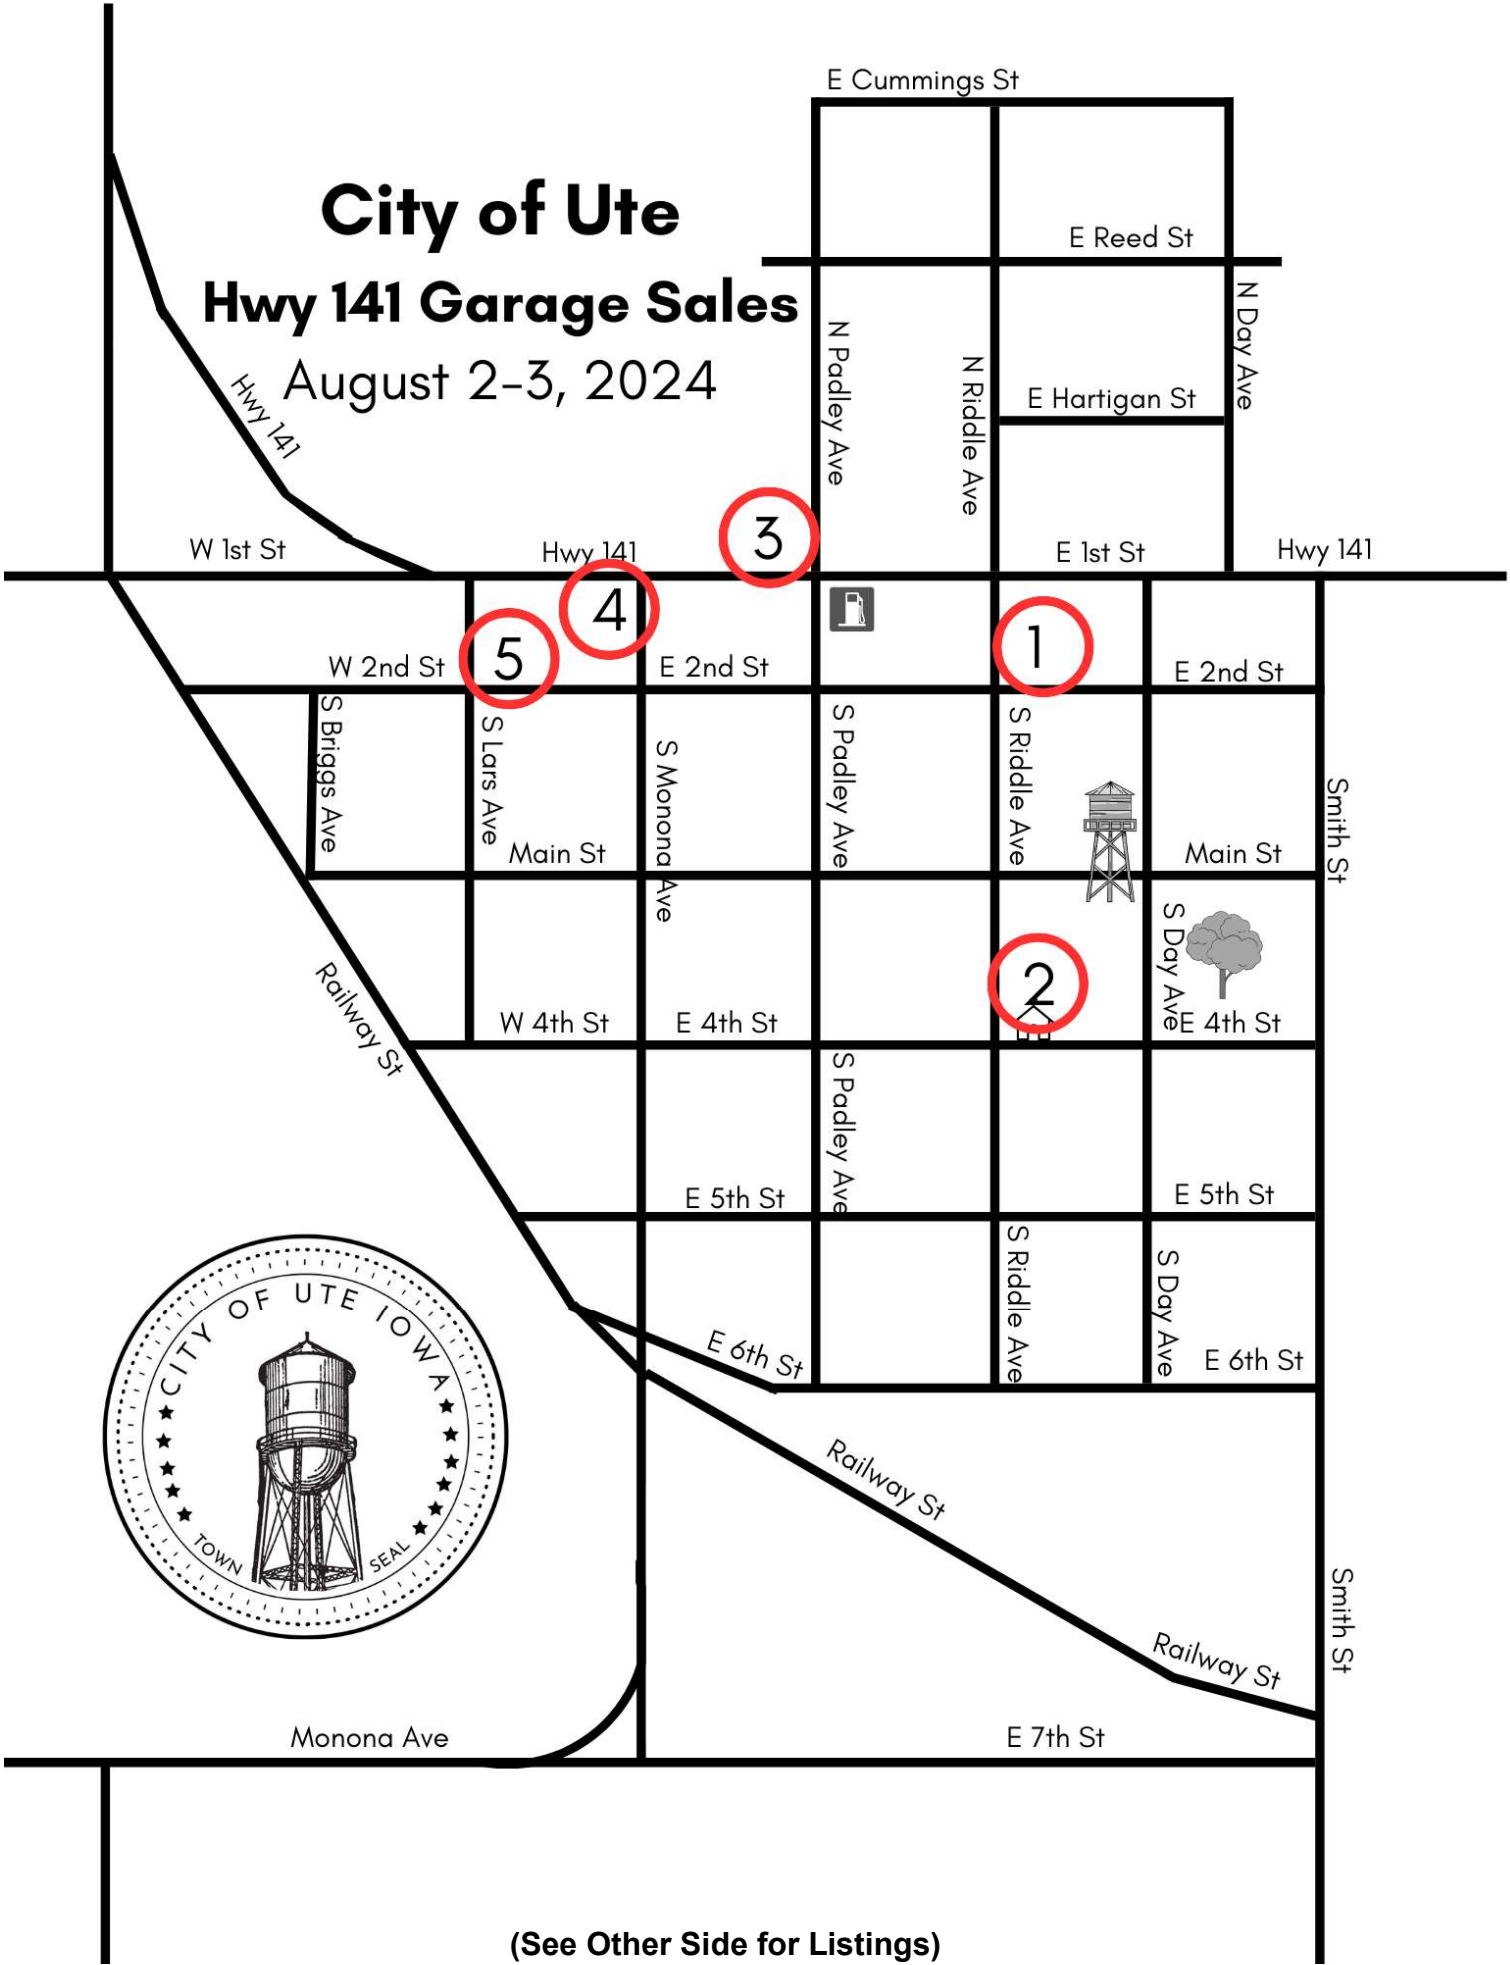 E Cummings St
City of Ute
E Reed St
Hwy 141 Garage Sales
N Day Ave
N Padley Ave
August 2-3, 2024
N Riddle Ave
Hwy 141
E Hartigan St
3
W 1st St
Hwy 141
E 1st St
Hwy 141
4
1
5
W 2nd St
E 2nd St
E 2nd St
S Briggs Ave
S Lars Ave
S Monona Ave
S Padley Ave
S Riddle Ave
Smith St
Main St
Main St
S Day Ave
2
Railway St
W 4th St
E 4th St
E 4th St
S Padley Ave
E 5th St
E 5th St
S Riddle Ave
S Day Ave
CITY OF UTE IOWA
E 6th St
E 6th St
Railway St
TOWN SEAL
Smith St
Railway St
Monona Ave
E 7th St
(See Other Side for Listings)